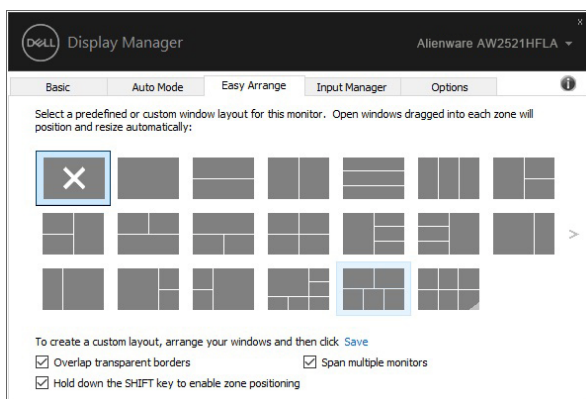 DELL Display Manager Alienware AW2521HFLA
x
Basic Auto Mode Easy Arrange Input Manager Options
Select a predefined or custom window layout for this monitor. Open windows dragged into each zone will
position and resize automatically:
To create a custom layout, arrange your windows and then click Save
Overlap transparent borders Span multiple monitors
Hold down the SHIFT key to enable zone positioning